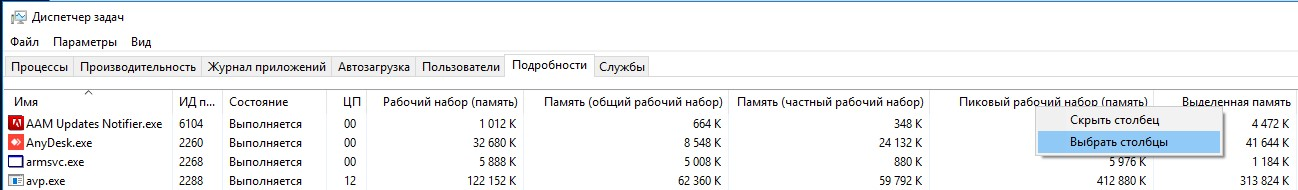 Диспетчер задач
Файл Параметры Вид
Процессы Производительность Журнал приложений Автозагрузка Пользователи Подробности Службы
Имя ИД п... Состояние ЦП Рабочий набор (память) Память (общий рабочий набор) Память (частный рабочий набор) Пиковый рабочий набор (память) Выделенная память
AAM Updates Notifier.exe 6104 Выполняется 00 1 012 K 664 K 348 K Скрыть столбец 4 472 K
AnyDesk.exe 2260 Выполняется 00 32 680 K 8 548 K 24 132 K Выбрать столбцы 41 644 K
armsvc.exe 2268 Выполняется 00 5 888 K 5 008 K 880 K 5 976 K 1 184 K
avp.exe 2288 Выполняется 12 122 152 K 62 360 K 59 792 K 412 880 K 313 824 K